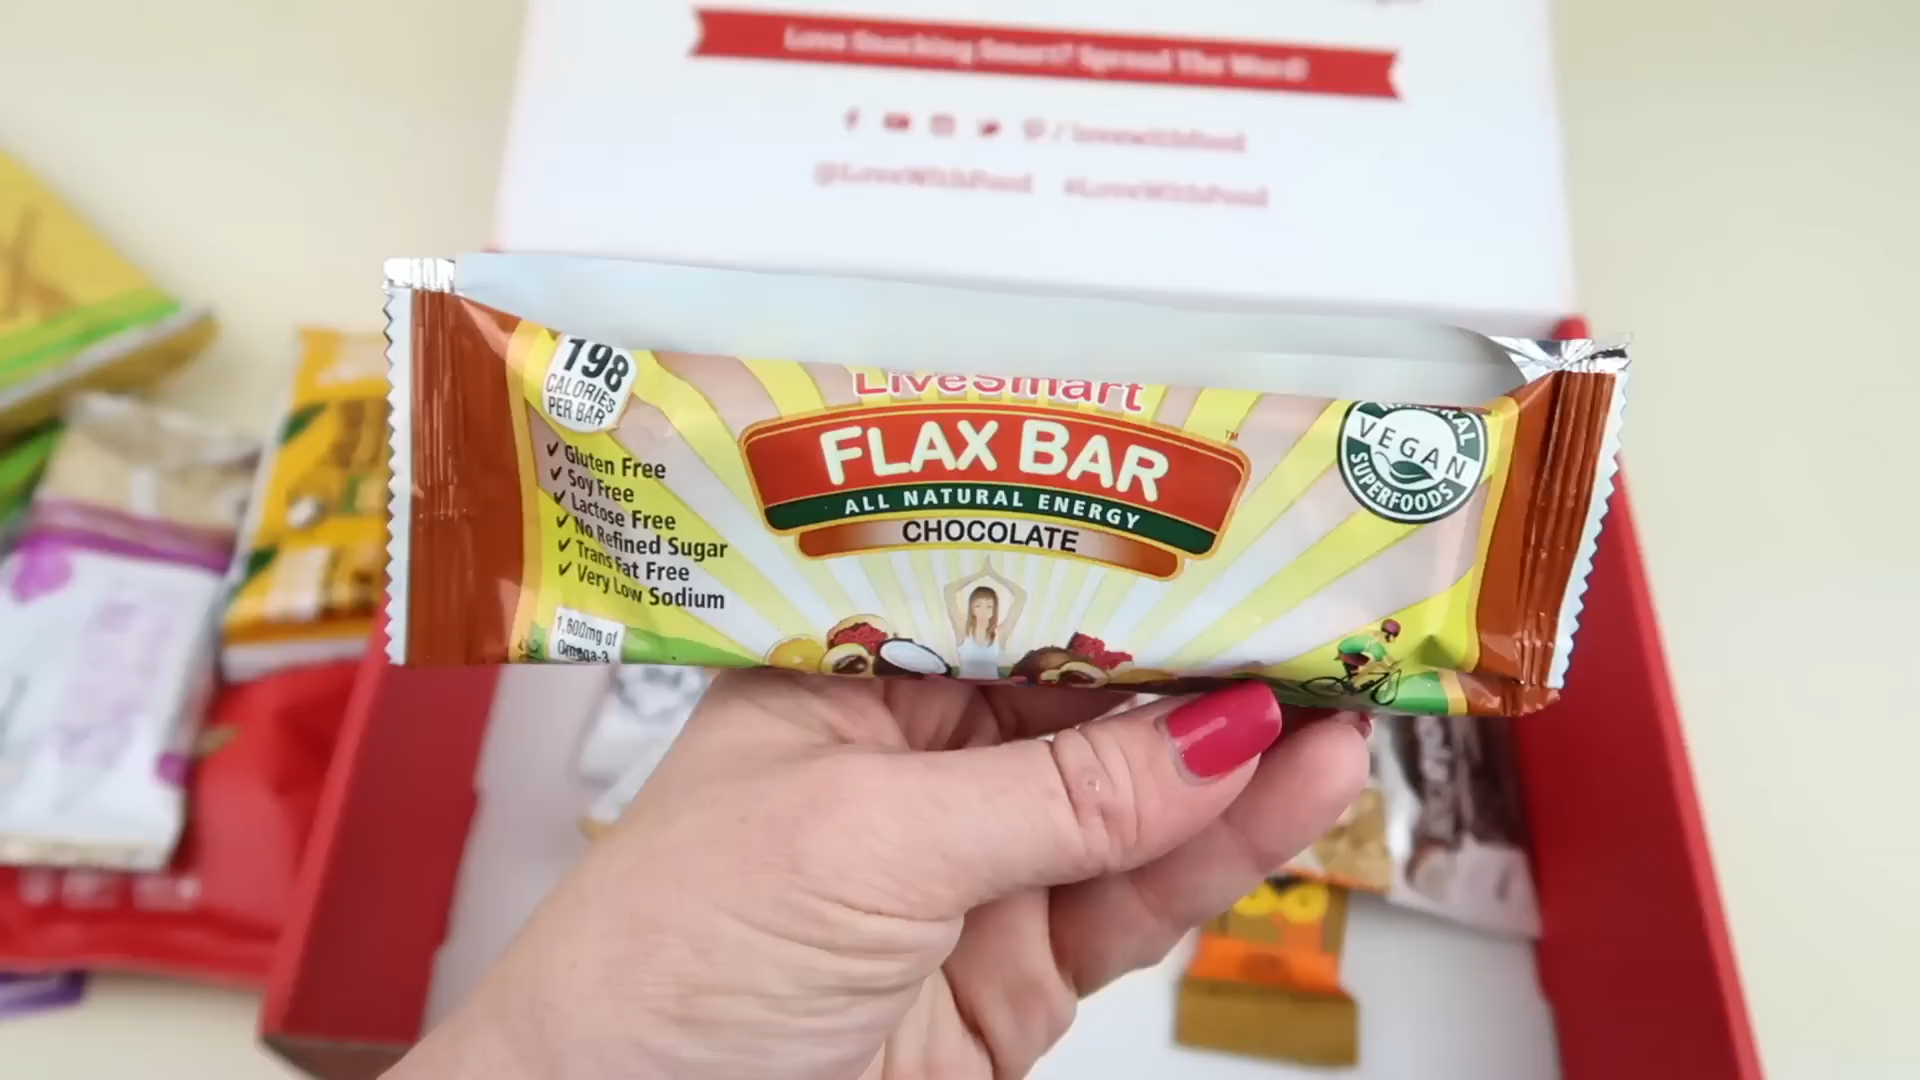 Love Snacking Smart? Spread The Word!
/lovewithfood
@LoveWithFood #LoveWithFood
198
CALORIES
PER BAR
LiveSmart
FLAX BAR
TM
ALL NATURAL ENERGY
CHOCOLATE
✓ Gluten Free
✓ Soy Free
✓ Lactose Free
✓ No Refined Sugar
✓ Trans Fat Free
✓ Very Low Sodium
1,600mg of
Omega-3
VEGAN
SUPERFOODS